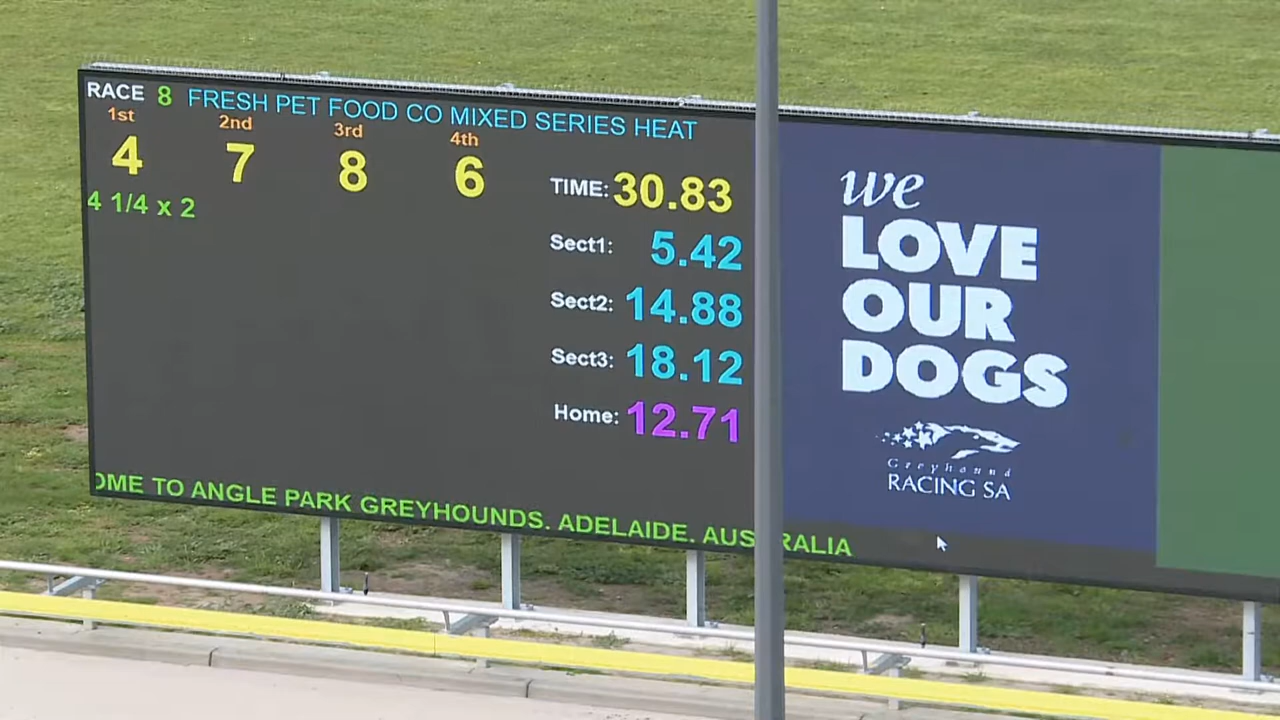 RACE 8 FRESH PET FOOD CO MIXED SERIES HEAT
1st 2nd 3rd 4th
4 7 8 6
4 1/4 x 2
TIME: 30.83
Sect1: 5.42
Sect2: 14.88
Sect3: 18.12
Home: 12.71
OME TO ANGLE PARK GREYHOUNDS. ADELAIDE. AUS RALIA
we
LOVE
OUR
DOGS
Greyhound
RACING SA